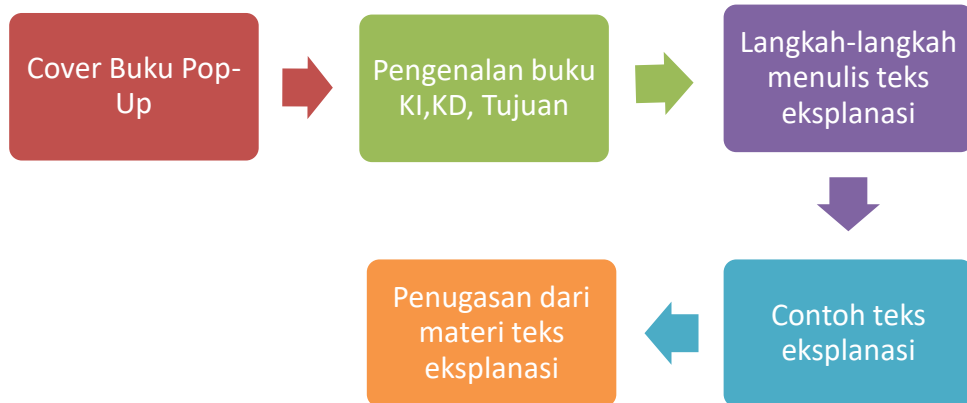 Cover Buku Pop-
Up
Pengenalan buku
KI,KD, Tujuan
Langkah-langkah
menulis teks
eksplanasi
Contoh teks
eksplanasi
Penugasan dari
materi teks
eksplanasi